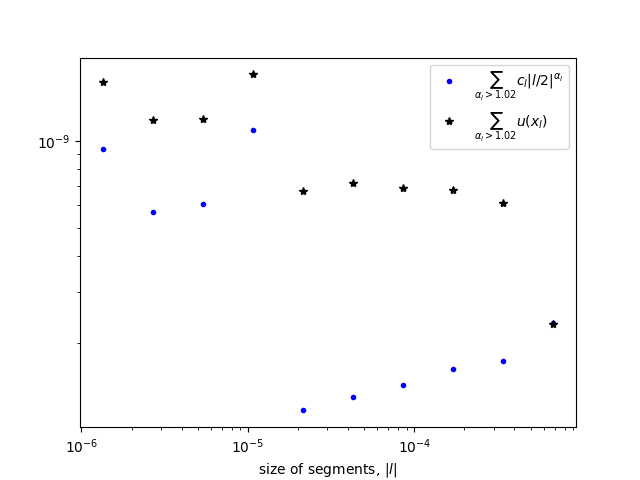 ∑ c_l|l/2|^{α_l}
α_l>1.02
∑ u(x_l)
α_l>1.02
10^{-9}
10^{-6} 10^{-5} 10^{-4}
size of segments, |l|